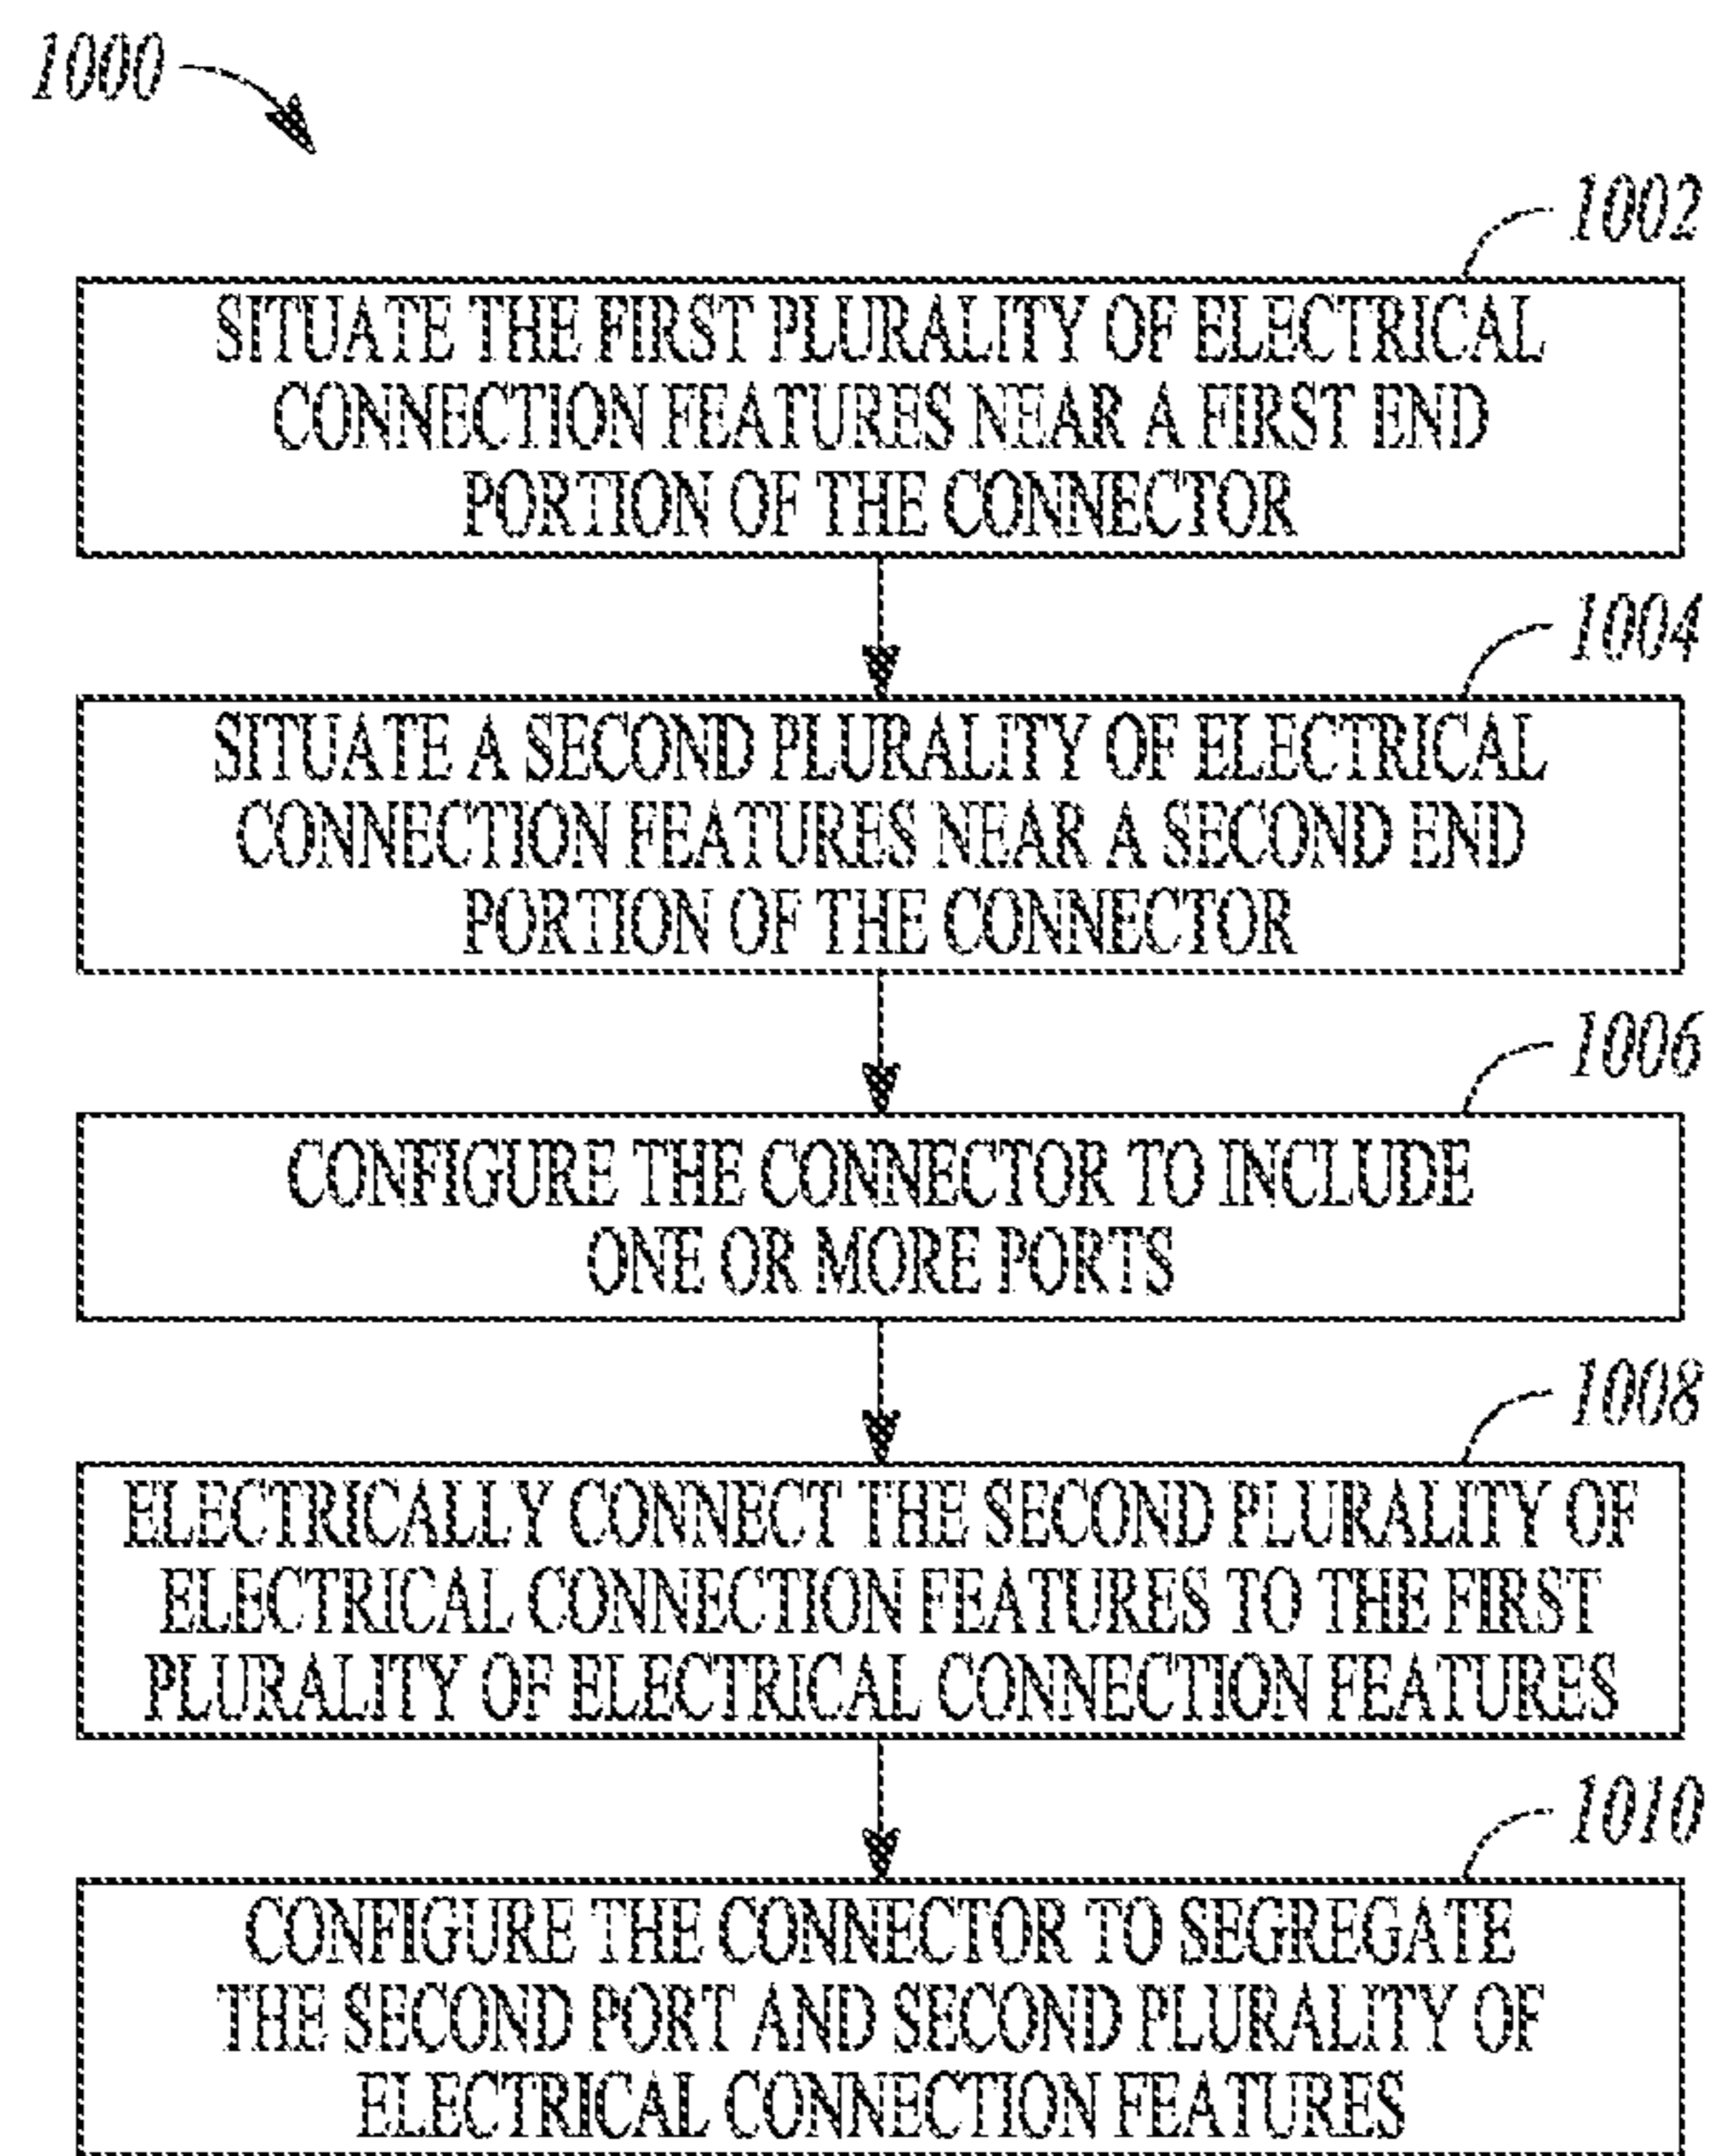 1000
1002
SITUATE THE FIRST PLURALITY OF ELECTRICAL
CONNECTION FEATURES NEAR A FIRST END
PORTION OF THE CONNECTOR
1004
SITUATE A SECOND PLURALITY OF ELECTRICAL
CONNECTION FEATURES NEAR A SECOND END
PORTION OF THE CONNECTOR
1006
CONFIGURE THE CONNECTOR TO INCLUDE
ONE OR MORE PORTS
1008
ELECTRICALLY CONNECT THE SECOND PLURALITY OF
ELECTRICAL CONNECTION FEATURES TO THE FIRST
PLURALITY OF ELECTRICAL CONNECTION FEATURES
1010
CONFIGURE THE CONNECTOR TO SEGREGATE
THE SECOND PORT AND SECOND PLURALITY OF
ELECTRICAL CONNECTION FEATURES